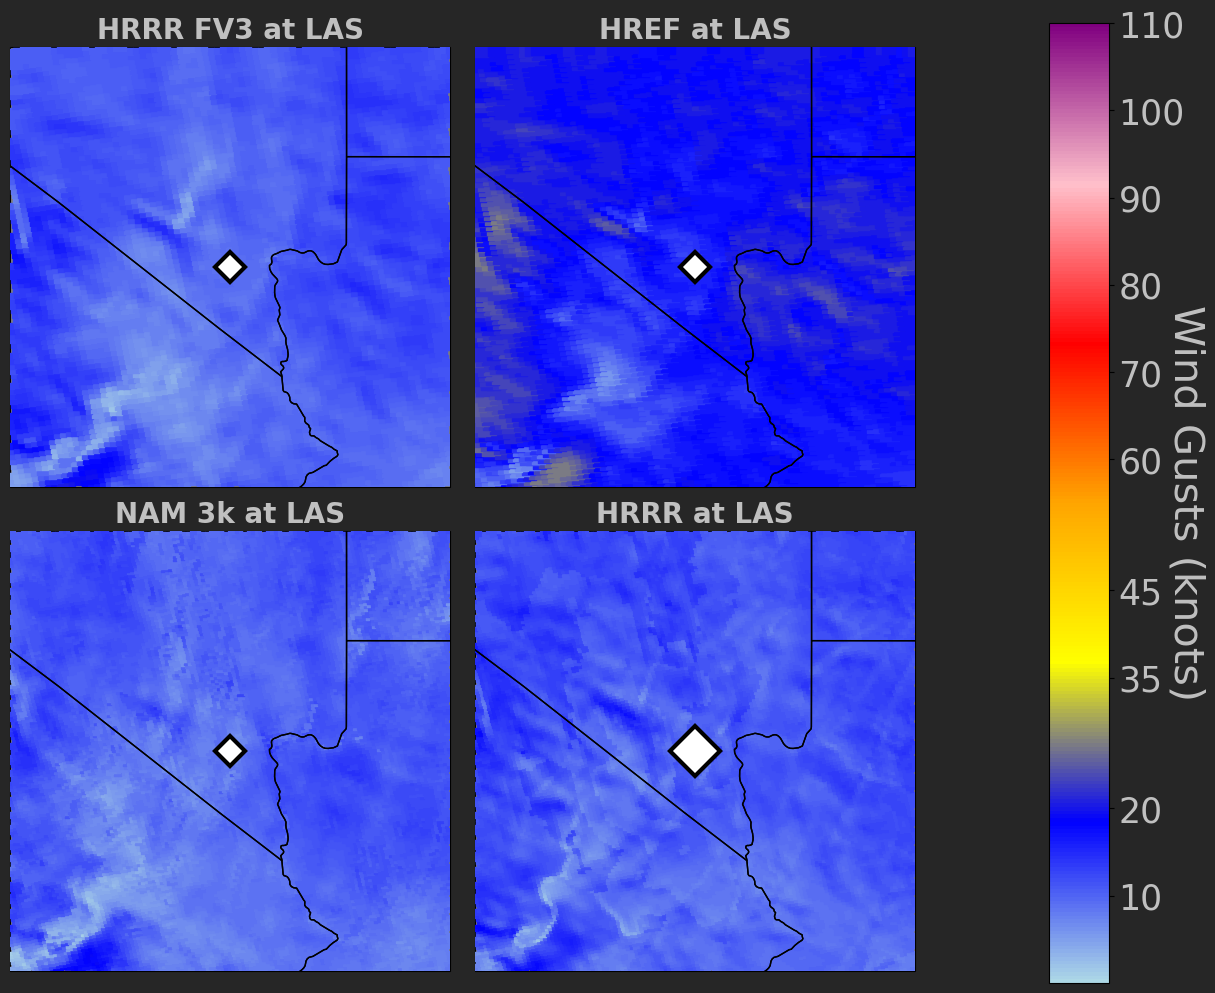 HRRR FV3 at LAS
HREF at LAS
NAM 3k at LAS
HRRR at LAS
110
100
90
80
70
60
45
35
20
10
Wind Gusts (knots)